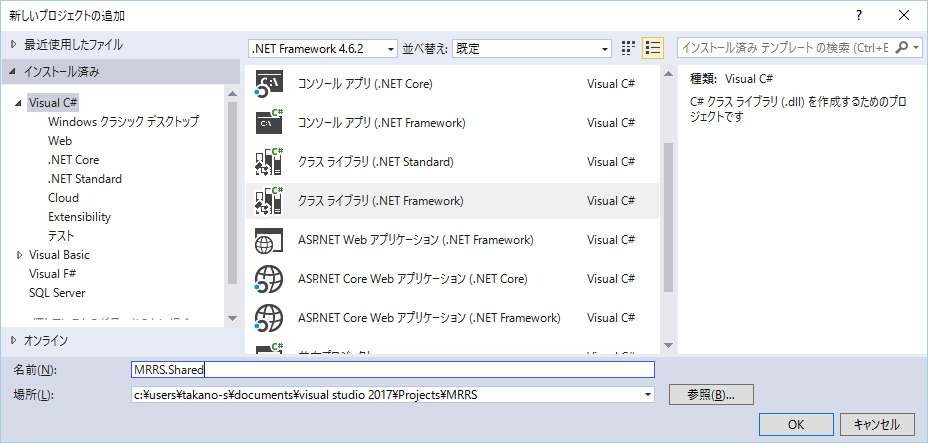 新しいプロジェクトの追加
? ×
最近使用したファイル
インストール済み
Visual C#
Windows クラシック デスクトップ
Web
.NET Core
.NET Standard
Cloud
Extensibility
テスト
Visual Basic
Visual F#
SQL Server
オンライン
.NET Framework 4.6.2 並べ替え: 既定
コンソール アプリ (.NET Core) Visual C#
コンソール アプリ (.NET Framework) Visual C#
クラス ライブラリ (.NET Standard) Visual C#
クラス ライブラリ (.NET Framework) Visual C#
ASP.NET Web アプリケーション (.NET Framework) Visual C#
ASP.NET Core Web アプリケーション (.NET Core) Visual C#
ASP.NET Core Web アプリケーション (.NET Framework) Visual C#
インストール済み テンプレート の検索 (Ctrl+E
種類: Visual C#
C# クラス ライブラリ (.dll) を作成するためのプロ
ジェクトです
名前(N): MRRS.Shared
場所(L): c:¥users¥takano-s¥documents¥visual studio 2017¥Projects¥MRRS
参照(B)...
OK キャンセル